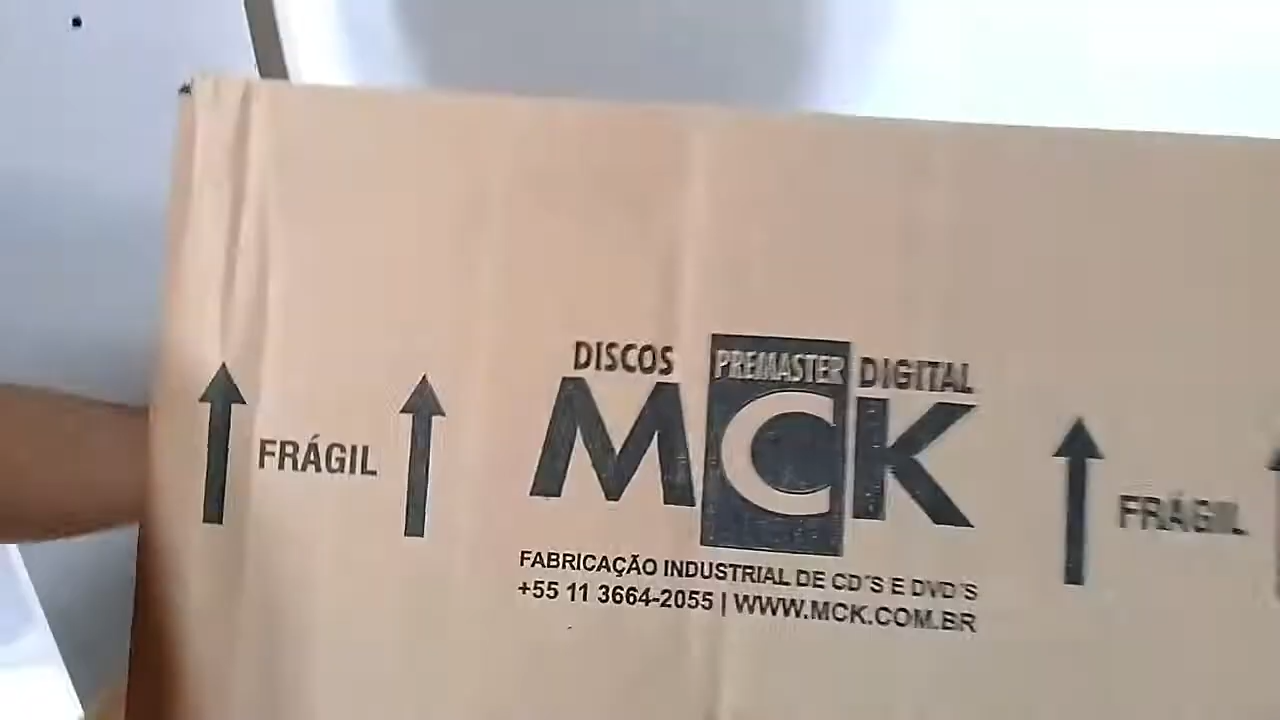 DISCOS PREMASTER DIGITAL
MCK
FRÁGIL
FRÁGIL
FABRICAÇÃO INDUSTRIAL DE CD'S E DVD'S
+55 11 3664-2055 | WWW.MCK.COM.BR